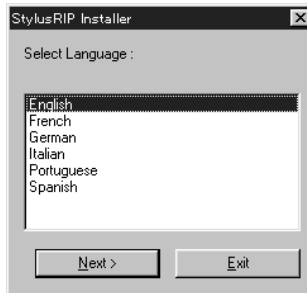 StylusRIP Installer
Select Language :
English
French
German
Italian
Portuguese
Spanish
Next >
Exit